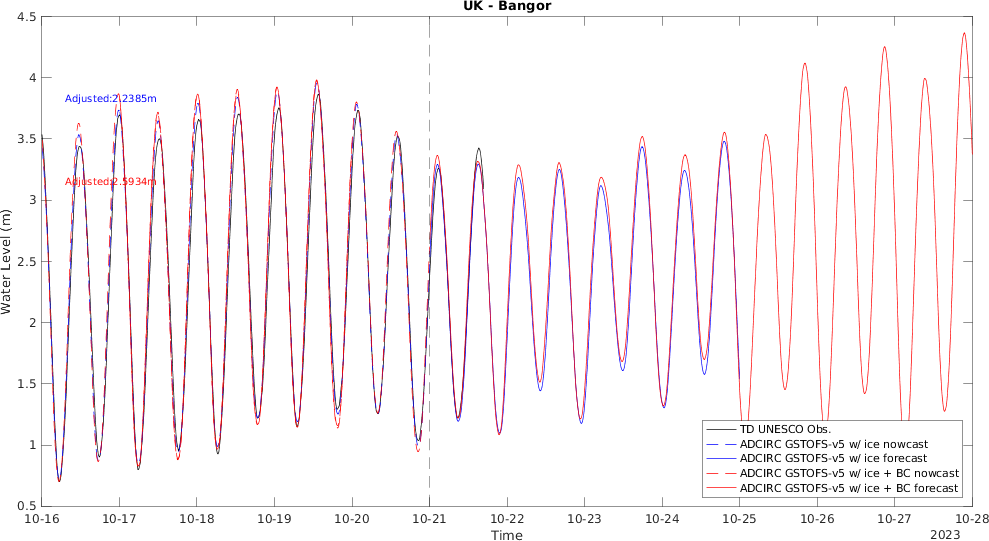 UK - Bangor
4.5
4
3.5
3
2.5
2
1.5
1
0.5
Water Level (m)
Adjusted:2.2385m
Adjusted:2.5934m
TD UNESCO Obs.
ADCIRC GSTOFS-v5 w/ ice nowcast
ADCIRC GSTOFS-v5 w/ ice forecast
ADCIRC GSTOFS-v5 w/ ice + BC nowcast
ADCIRC GSTOFS-v5 w/ ice + BC forecast
10-16 10-17 10-18 10-19 10-20 10-21 10-22 10-23 10-24 10-25 10-26 10-27 10-28
Time
2023